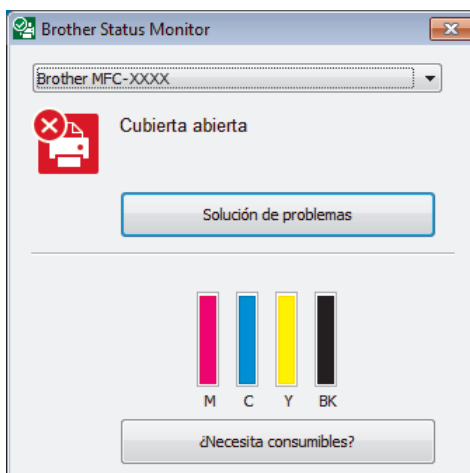 Brother Status Monitor
Brother MFC-XXXX
Cubierta abierta
Solución de problemas
M C Y BK
¿Necesita consumibles?